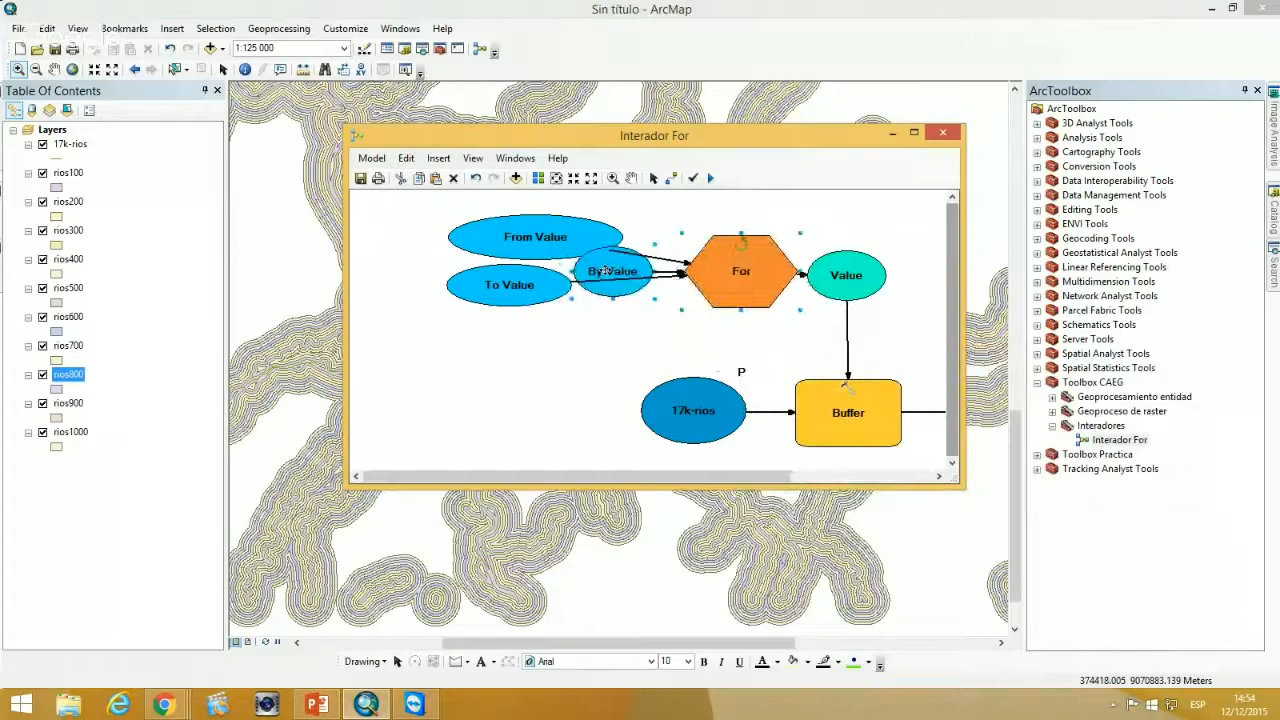 Sin título - ArcMap
File Edit View Bookmarks Insert Selection Geoprocessing Customize Windows Help
1:125 000
Table Of Contents
Layers
17k-rios
rios100
rios200
rios300
rios400
rios500
rios600
rios700
rios800
rios900
rios1000
Interador For
Model Edit Insert View Windows Help
From Value
By Value
To Value
For
Value
P
17k-rios
Buffer
ArcToolbox
ArcToolbox
3D Analyst Tools
Analysis Tools
Cartography Tools
Conversion Tools
Data Interoperability Tools
Data Management Tools
Editing Tools
ENVI Tools
Geocoding Tools
Geostatistical Analyst Tools
Linear Referencing Tools
Multidimension Tools
Network Analyst Tools
Parcel Fabric Tools
Schematics Tools
Server Tools
Spatial Analyst Tools
Spatial Statistics Tools
Toolbox CAEG
Geoprocesamiento entidad
Geoproceso de raster
Interadores
Interador For
Toolbox Practica
Tracking Analyst Tools
Image Analysis
Catalog
Search
Drawing
A
Arial
10
B I U A
374418.005 9070883.139 Meters
ESP
14:54
12/12/2015